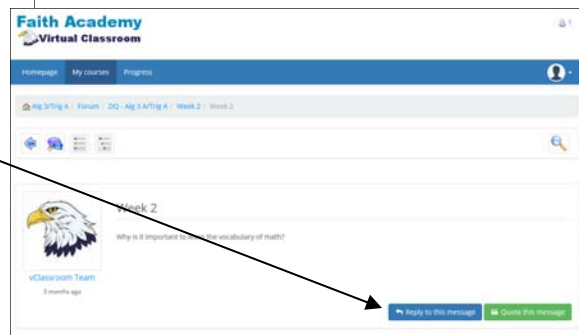 Faith Academy
Virtual Classroom
1
Homepage My courses Progress
Alg 3/Trig A / Forum / DQ - Alg 3 A/Trig A / Week 2 / Week 2
Week 2
Why is it important to learn the vocabulary of math?
vClassroom Team
3 months ago
Reply to this message Quote this message